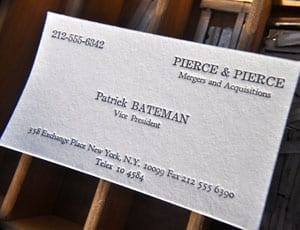 212-555-6342
PIERCE & PIERCE
Mergers and Acquisitions
Patrick BATEMAN
Vice President
358 Exchange Place New York, N.Y. 10099 Fax 212 555 6390
Telex 10 4584